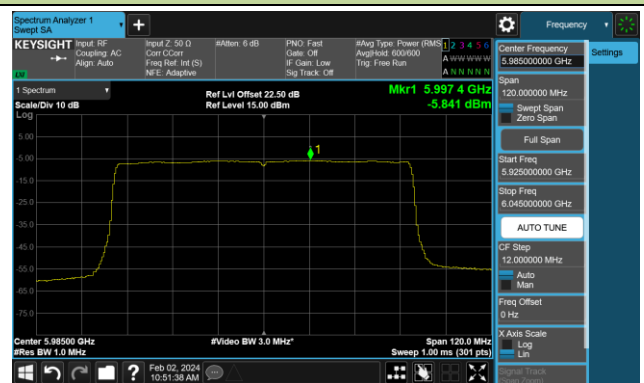 Spectrum Analyzer 1
Swept SA
Frequency
KEYSIGHT
Input: RF
Coupling: AC
Align: Auto
Input Z: 50 Ω
Corr CCorr
Freq Ref: Int (S)
NFE: Adaptive
#Atten: 6 dB
PNO: Fast
Gate: Off
IF Gain: Low
Sig Track: Off
#Avg Type: Power (RMS
Avg|Hold: 600/600
Trig: Free Run
1 2 3 4 5 6
A W W W W W
A N N N N N
LXI
1 Spectrum
Scale/Div 10 dB
Log
Ref Lvl Offset 22.50 dB
Ref Level 15.00 dBm
Mkr1 5.997 4 GHz
-5.841 dBm
5.00
-5.00
-15.0
-25.0
-35.0
-45.0
-55.0
-65.0
-75.0
1
Center 5.98500 GHz
#Res BW 1.0 MHz
#Video BW 3.0 MHz*
Span 120.0 MHz
Sweep 1.00 ms (301 pts)
Center Frequency
5.985000000 GHz
Settings
Span
120.000000 MHz
Swept Span
Zero Span
Full Span
Start Freq
5.925000000 GHz
Stop Freq
6.045000000 GHz
AUTO TUNE
CF Step
12.000000 MHz
Auto
Man
Freq Offset
0 Hz
X Axis Scale
Log
Lin
Signal Track
(Span Zoom)
?
Feb 02, 2024
10:51:38 AM